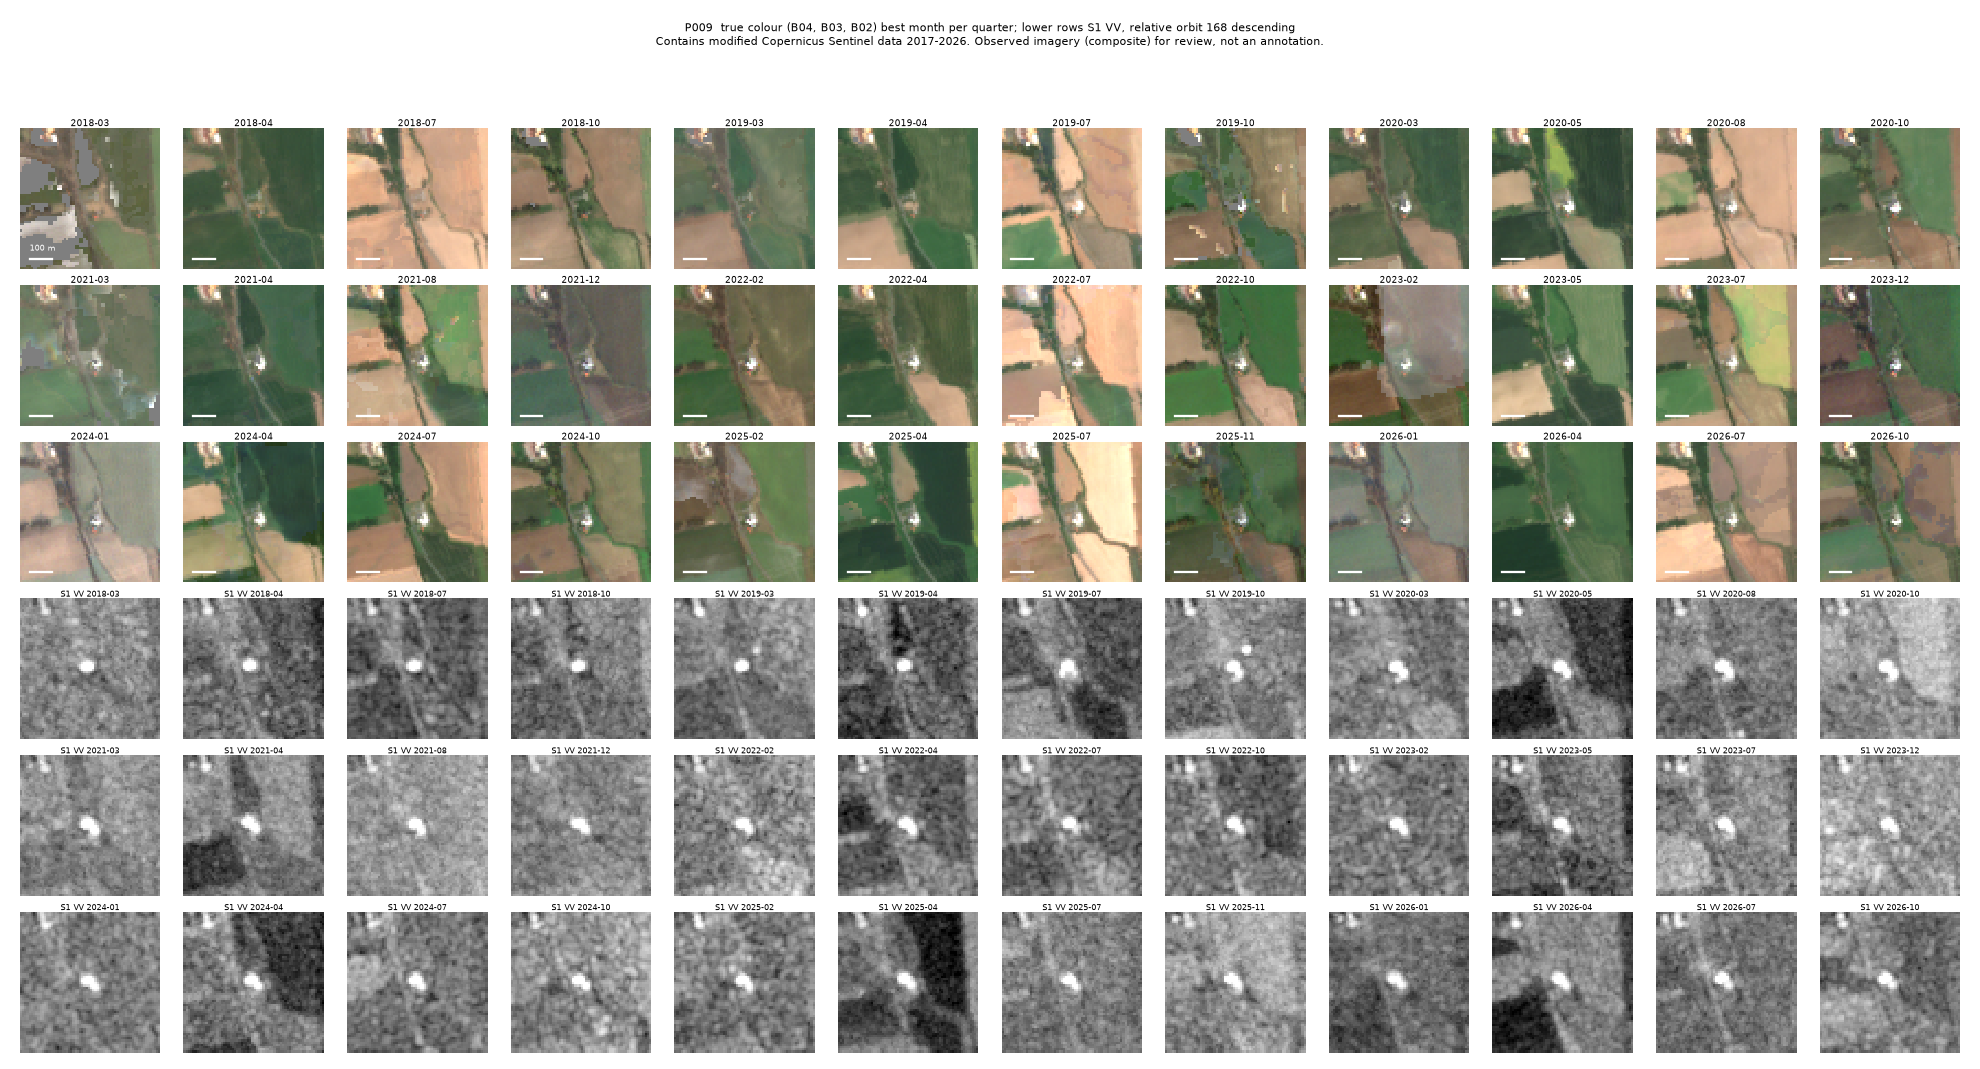 P009  true colour (B04, B03, B02) best month per quarter; lower rows S1 VV, relative orbit 168 descending
Contains modified Copernicus Sentinel data 2017-2026. Observed imagery (composite) for review, not an annotation.
2018-03 2018-04 2018-07 2018-10 2019-03 2019-04 2019-07 2019-10 2020-03 2020-05 2020-08 2020-10
100 m
2021-03 2021-04 2021-08 2021-12 2022-02 2022-04 2022-07 2022-10 2023-02 2023-05 2023-07 2023-12
2024-01 2024-04 2024-07 2024-10 2025-02 2025-04 2025-07 2025-11 2026-01 2026-04 2026-07 2026-10
S1 VV 2018-03 S1 VV 2018-04 S1 VV 2018-07 S1 VV 2018-10 S1 VV 2019-03 S1 VV 2019-04 S1 VV 2019-07 S1 VV 2019-10 S1 VV 2020-03 S1 VV 2020-05 S1 VV 2020-08 S1 VV 2020-10
S1 VV 2021-03 S1 VV 2021-04 S1 VV 2021-08 S1 VV 2021-12 S1 VV 2022-02 S1 VV 2022-04 S1 VV 2022-07 S1 VV 2022-10 S1 VV 2023-02 S1 VV 2023-05 S1 VV 2023-07 S1 VV 2023-12
S1 VV 2024-01 S1 VV 2024-04 S1 VV 2024-07 S1 VV 2024-10 S1 VV 2025-02 S1 VV 2025-04 S1 VV 2025-07 S1 VV 2025-11 S1 VV 2026-01 S1 VV 2026-04 S1 VV 2026-07 S1 VV 2026-10